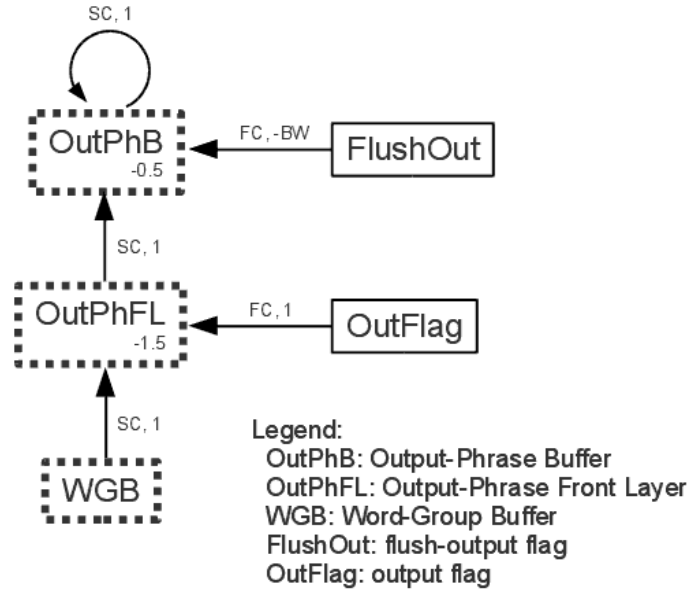 SC, 1
OutPhB
-0.5
FC, -BW
FlushOut
SC, 1
OutPhFL
-1.5
FC, 1
OutFlag
SC, 1
WGB
Legend:
OutPhB: Output-Phrase Buffer
OutPhFL: Output-Phrase Front Layer
WGB: Word-Group Buffer
FlushOut: flush-output flag
OutFlag: output flag